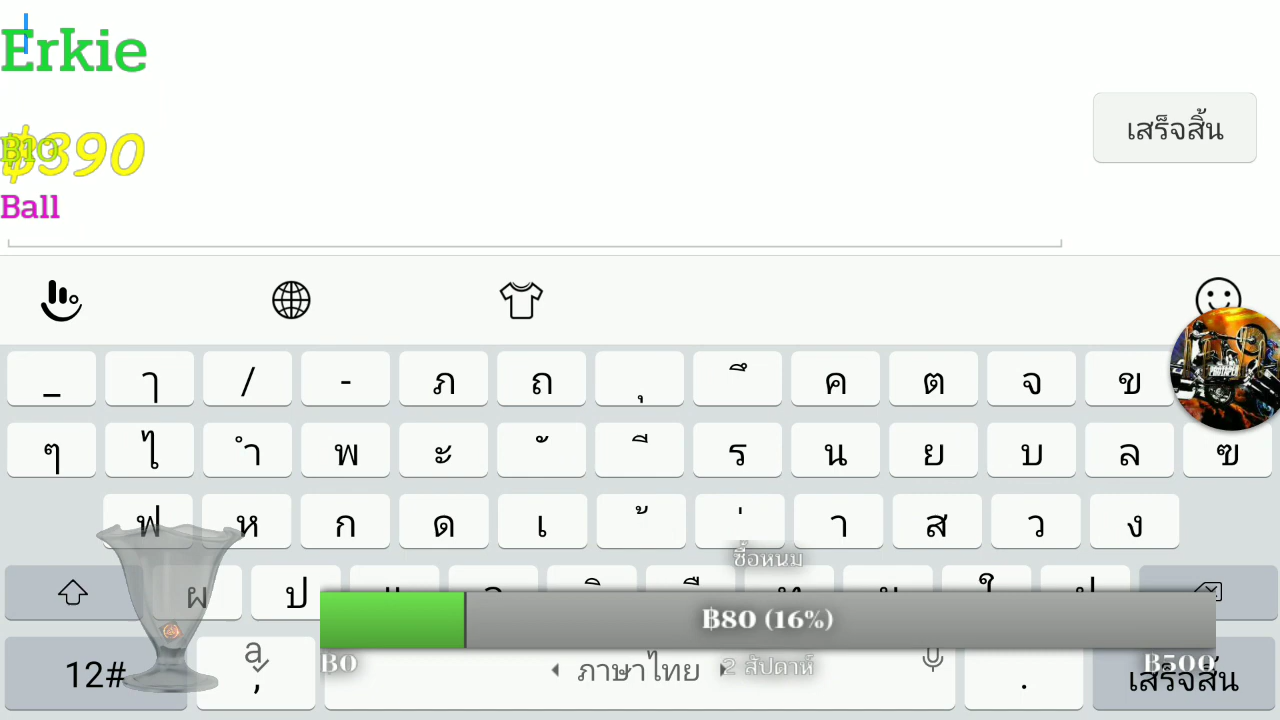 Erkie
฿390
฿10
Ball
เสร็จสิ้น
_ ๅ / - ภ ถ ุ ึ ค ต จ ข
ๆ ไ ำ พ ะ ั ี ร น ย บ ล ฃ
ฟ ห ก ด เ ้ ่ า ส ว ง
ซื้อหนม
ผ ป
฿80 (16%)
฿0
฿500
2 สัปดาห์
12# a , ภาษาไทย . เสร็จสิ้น